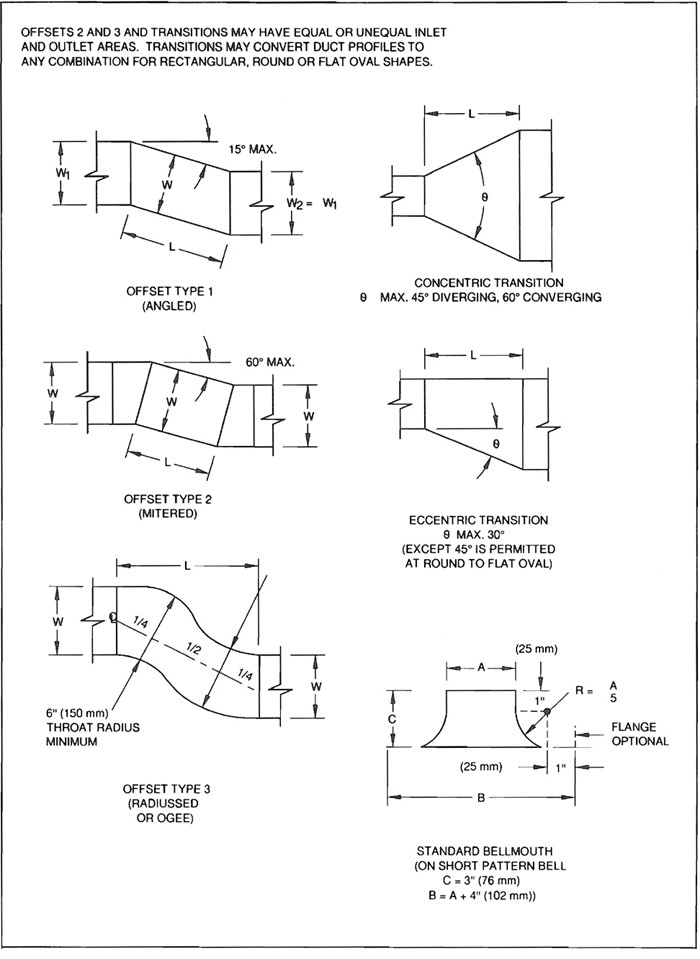 OFFSETS 2 AND 3 AND TRANSITIONS MAY HAVE EQUAL OR UNEQUAL INLET
AND OUTLET AREAS. TRANSITIONS MAY CONVERT DUCT PROFILES TO
ANY COMBINATION FOR RECTANGULAR, ROUND OR FLAT OVAL SHAPES.
15° MAX.
W1
W
W2 = W1
L
OFFSET TYPE 1
(ANGLED)
L
θ
CONCENTRIC TRANSITION
θ MAX. 45° DIVERGING, 60° CONVERGING
60° MAX.
W
W
W
L
OFFSET TYPE 2
(MITERED)
L
θ
ECCENTRIC TRANSITION
θ MAX. 30°
(EXCEPT 45° IS PERMITTED
AT ROUND TO FLAT OVAL)
L
W
℄
1/4
1/2
1/4
W
6" (150 mm)
THROAT RADIUS
MINIMUM
OFFSET TYPE 3
(RADIUSSED
OR OGEE)
(25 mm)
A
1"
R = A
5
C
FLANGE
OPTIONAL
(25 mm)
1"
B
STANDARD BELLMOUTH
(ON SHORT PATTERN BELL
C = 3" (76 mm)
B = A + 4" (102 mm))